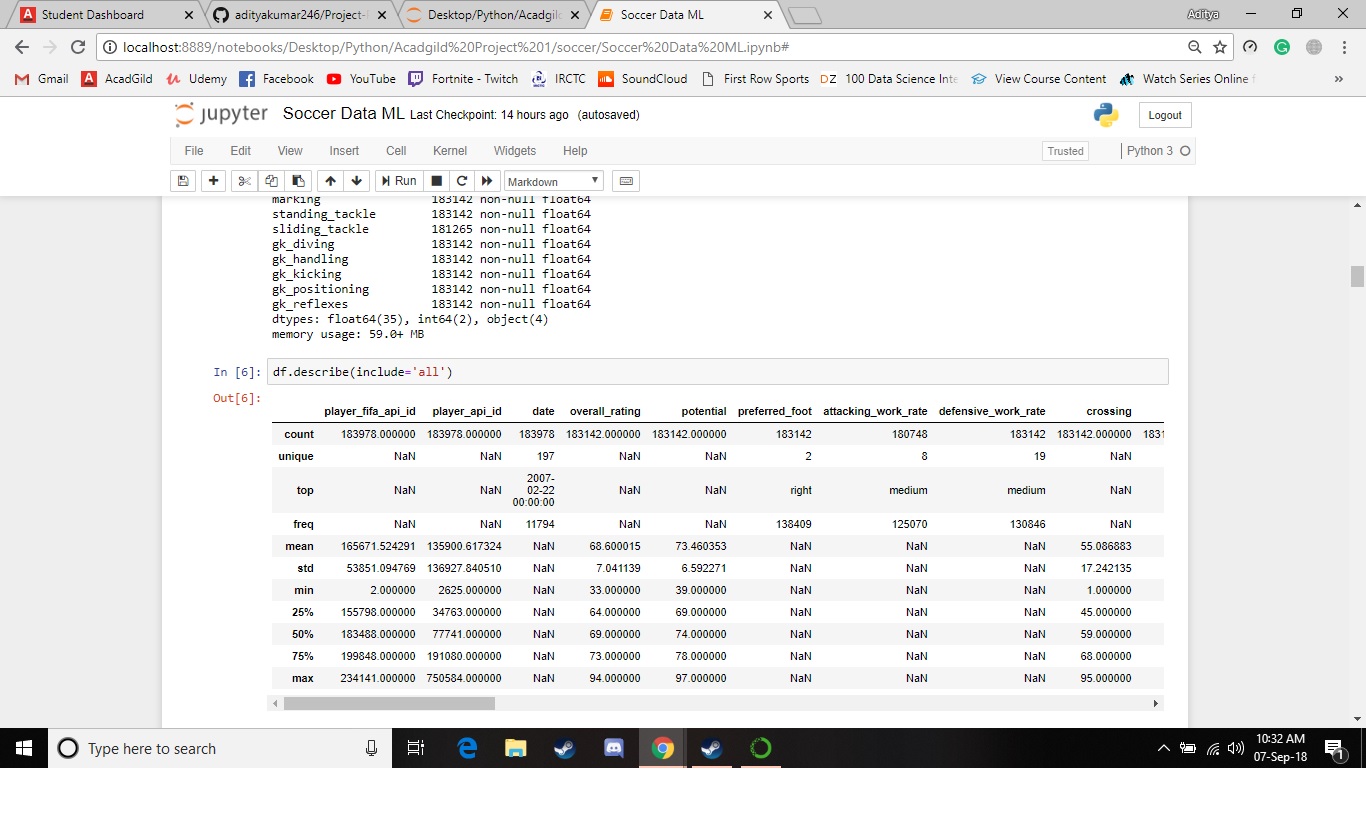 Student Dashboard
adityakumar246/Project-
Desktop/Python/Acadgil
Soccer Data ML
Aditya
localhost:8889/notebooks/Desktop/Python/Acadgild%20Project%201/soccer/Soccer%20Data%20ML.ipynb#
Gmail AcadGild Udemy Facebook YouTube Fortnite - Twitch IRCTC SoundCloud First Row Sports DZ 100 Data Science Inte View Course Content Watch Series Online »
jupyter Soccer Data ML Last Checkpoint: 14 hours ago (autosaved) Logout
File Edit View Insert Cell Kernel Widgets Help Trusted Python 3
Run Markdown
marking 183142 non-null float64
standing_tackle 183142 non-null float64
sliding_tackle 181265 non-null float64
gk_diving 183142 non-null float64
gk_handling 183142 non-null float64
gk_kicking 183142 non-null float64
gk_positioning 183142 non-null float64
gk_reflexes 183142 non-null float64
dtypes: float64(35), int64(2), object(4)
memory usage: 59.0+ MB
In [6]: df.describe(include='all')
Out[6]:
player_fifa_api_id player_api_id date overall_rating potential preferred_foot attacking_work_rate defensive_work_rate crossing
count 183978.000000 183978.000000 183978 183142.000000 183142.000000 183142 180748 183142 183142.000000 1831
unique NaN NaN 197 NaN NaN 2 8 19 NaN
top NaN NaN 2007-02-22 00:00:00 NaN NaN right medium medium NaN
freq NaN NaN 11794 NaN NaN 138409 125070 130846 NaN
mean 165671.524291 135900.617324 NaN 68.600015 73.460353 NaN NaN NaN 55.086883
std 53851.094769 136927.840510 NaN 7.041139 6.592271 NaN NaN NaN 17.242135
min 2.000000 2625.000000 NaN 33.000000 39.000000 NaN NaN NaN 1.000000
25% 155798.000000 34763.000000 NaN 64.000000 69.000000 NaN NaN NaN 45.000000
50% 183488.000000 77741.000000 NaN 69.000000 74.000000 NaN NaN NaN 59.000000
75% 199848.000000 191080.000000 NaN 73.000000 78.000000 NaN NaN NaN 68.000000
max 234141.000000 750584.000000 NaN 94.000000 97.000000 NaN NaN NaN 95.000000
Type here to search
10:32 AM
07-Sep-18
1